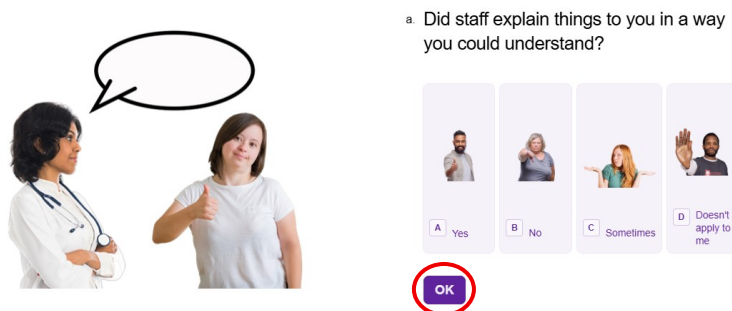 a. Did staff explain things to you in a way
you could understand?
A Yes
B No
C Sometimes
D Doesn't
apply to
me
OK